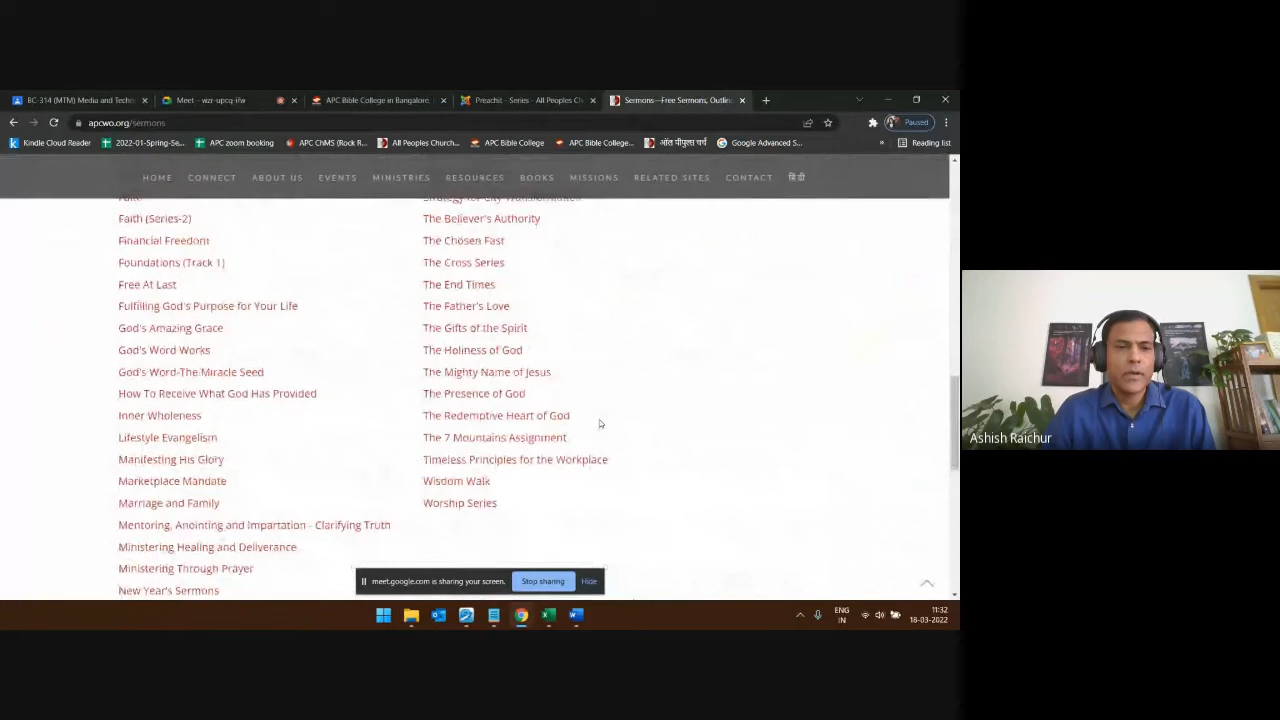 BC-314 (MTM) Media and Techn
Meet – wzr-upcq-ifw
APC Bible College in Bangalore,
Preachit - Series - All Peoples Ch
Sermons—Free Sermons, Outlin
apcwo.org/sermons
Paused
Kindle Cloud Reader
2022-01-Spring-Se...
APC zoom booking
APC ChMS (Rock R...
All Peoples Church...
APC Bible College
APC Bible College...
ऑल पीपुल्स चर्च
Google Advanced S...
Reading list
HOME CONNECT ABOUT US EVENTS MINISTRIES RESOURCES BOOKS MISSIONS RELATED SITES CONTACT हिंदी
Faith
Faith (Series-2)
Financial Freedom
Foundations (Track 1)
Free At Last
Fulfilling God's Purpose for Your Life
God's Amazing Grace
God's Word Works
God's Word-The Miracle Seed
How To Receive What God Has Provided
Inner Wholeness
Lifestyle Evangelism
Manifesting His Glory
Marketplace Mandate
Marriage and Family
Mentoring, Anointing and Impartation - Clarifying Truth
Ministering Healing and Deliverance
Ministering Through Prayer
New Year's Sermons
Strategy for City Transformation
The Believer's Authority
The Chosen Fast
The Cross Series
The End Times
The Father's Love
The Gifts of the Spirit
The Holiness of God
The Mighty Name of Jesus
The Presence of God
The Redemptive Heart of God
The 7 Mountains Assignment
Timeless Principles for the Workplace
Wisdom Walk
Worship Series
meet.google.com is sharing your screen.
Stop sharing
Hide
ENG
IN
11:32
18-03-2022
Ashish Raichur